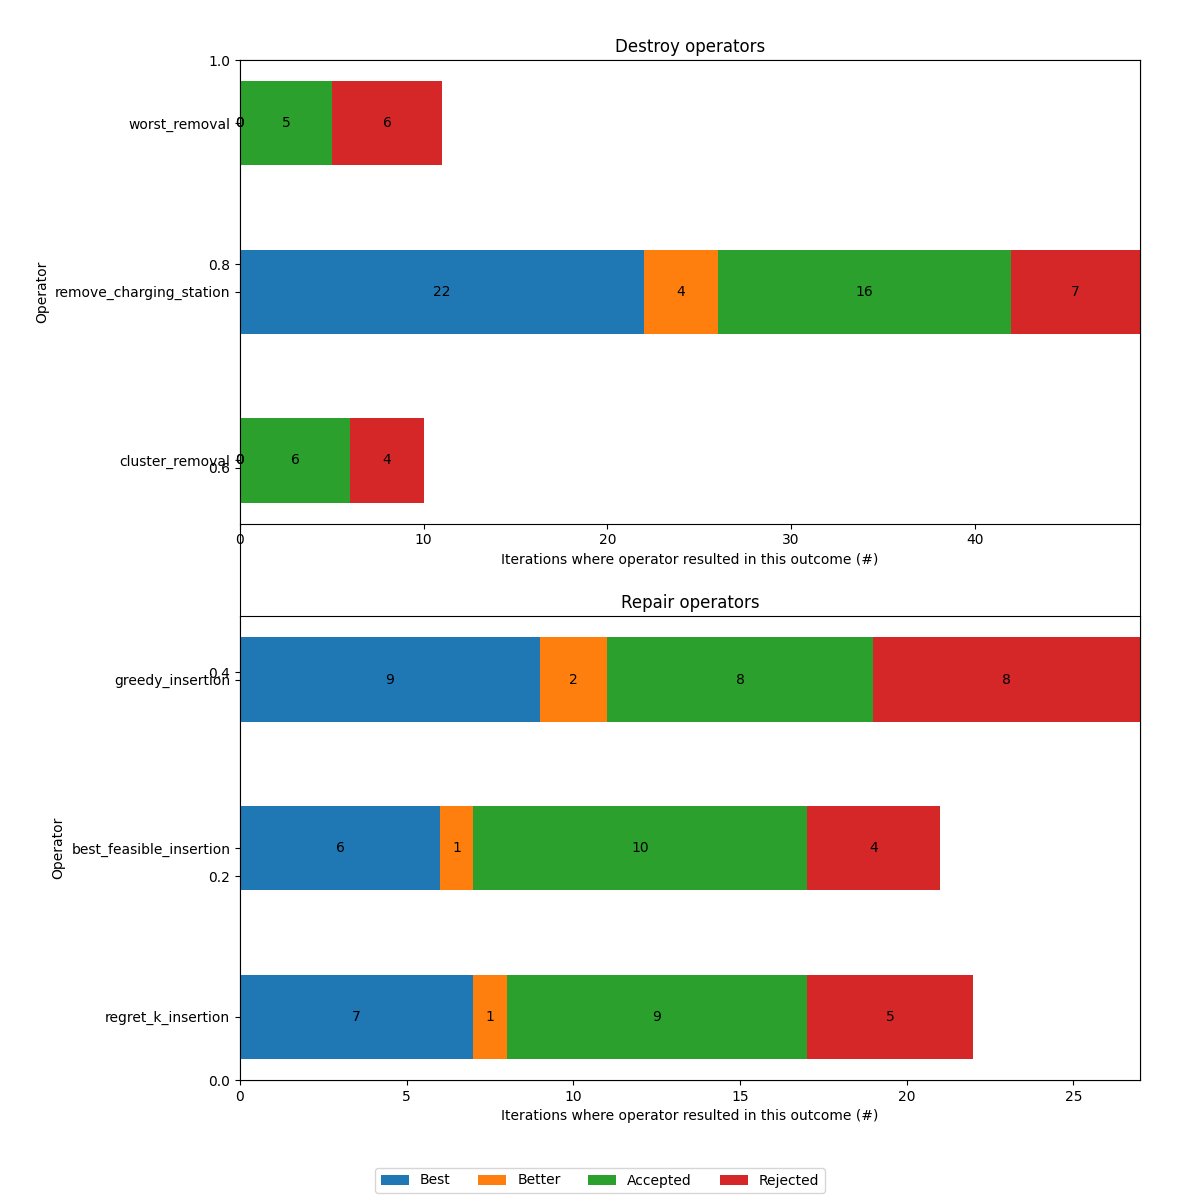 Destroy operators
1.0
worst_removal 0 5 6
0.8
Operator
remove_charging_station 22 4 16 7
cluster_removal 0 6 4
0.6
0 10 20 30 40
Iterations where operator resulted in this outcome (#)
Repair operators
0.4
greedy_insertion 9 2 8 8
Operator
best_feasible_insertion 6 1 10 4
0.2
regret_k_insertion 7 1 9 5
0.0
0 5 10 15 20 25
Iterations where operator resulted in this outcome (#)
Best Better Accepted Rejected